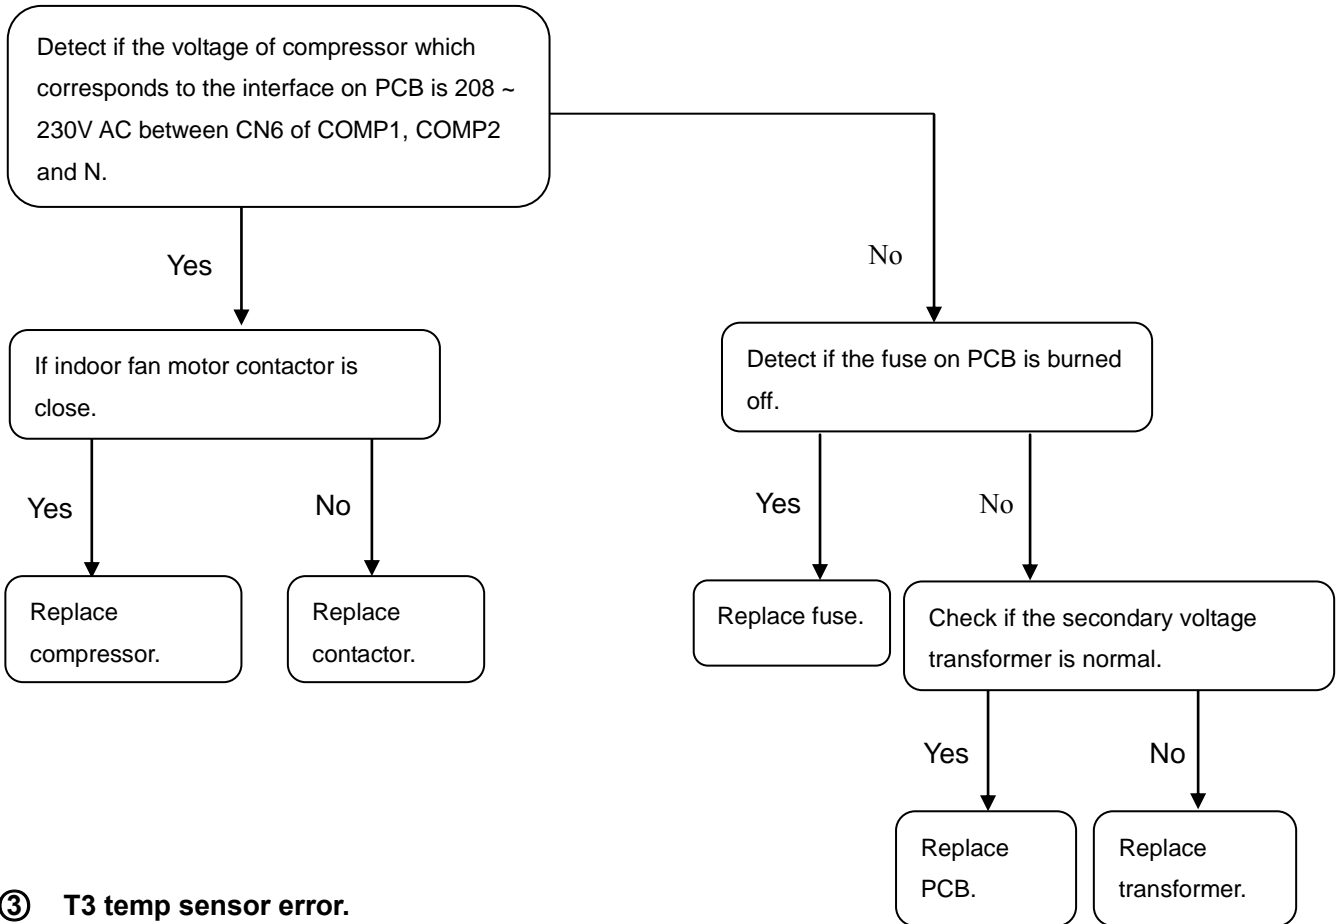 Detect if the voltage of compressor which
corresponds to the interface on PCB is 208 ~
230V AC between CN6 of COMP1, COMP2
and N.
Yes
No
If indoor fan motor contactor is
close.
Detect if the fuse on PCB is burned
off.
Yes
No
Yes
No
Replace
compressor.
Replace
contactor.
Replace fuse.
Check if the secondary voltage
transformer is normal.
Yes
No
Replace
PCB.
Replace
transformer.
③ T3 temp sensor error.